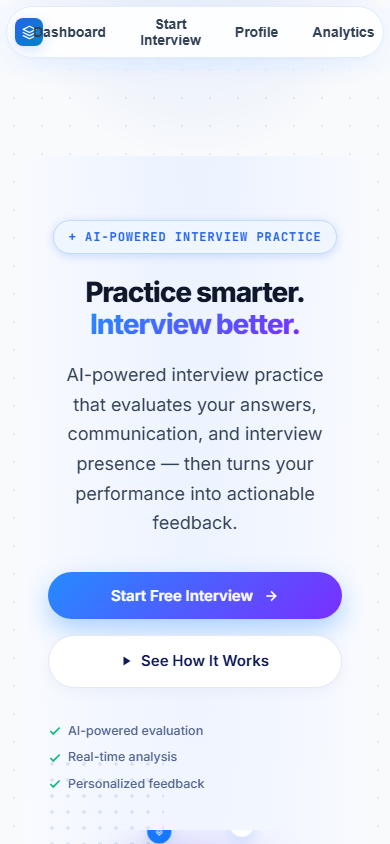 Dashboard
Start
Interview
Profile
Analytics
+ AI-POWERED INTERVIEW PRACTICE
Practice smarter.
Interview better.
AI-powered interview practice
that evaluates your answers,
communication, and interview
presence — then turns your
performance into actionable
feedback.
Start Free Interview →
See How It Works
AI-powered evaluation
Real-time analysis
Personalized feedback